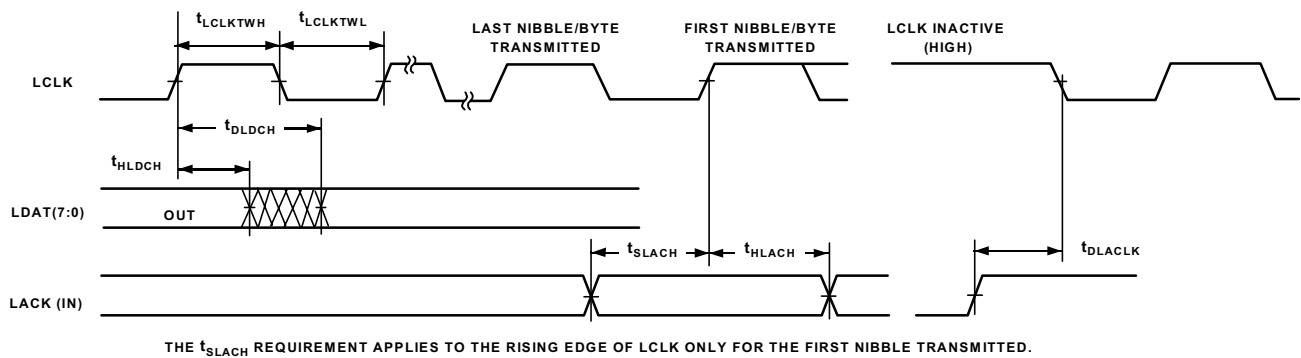 tLCLKTWH
tLCLKTWL
LAST NIBBLE/BYTE
TRANSMITTED
FIRST NIBBLE/BYTE
TRANSMITTED
LCLK INACTIVE
(HIGH)
LCLK
tDLDCH
tHLDCH
LDAT(7:0)
OUT
tSLACH
tHLACH
tDLACLK
LACK (IN)
THE tSLACH REQUIREMENT APPLIES TO THE RISING EDGE OF LCLK ONLY FOR THE FIRST NIBBLE TRANSMITTED.